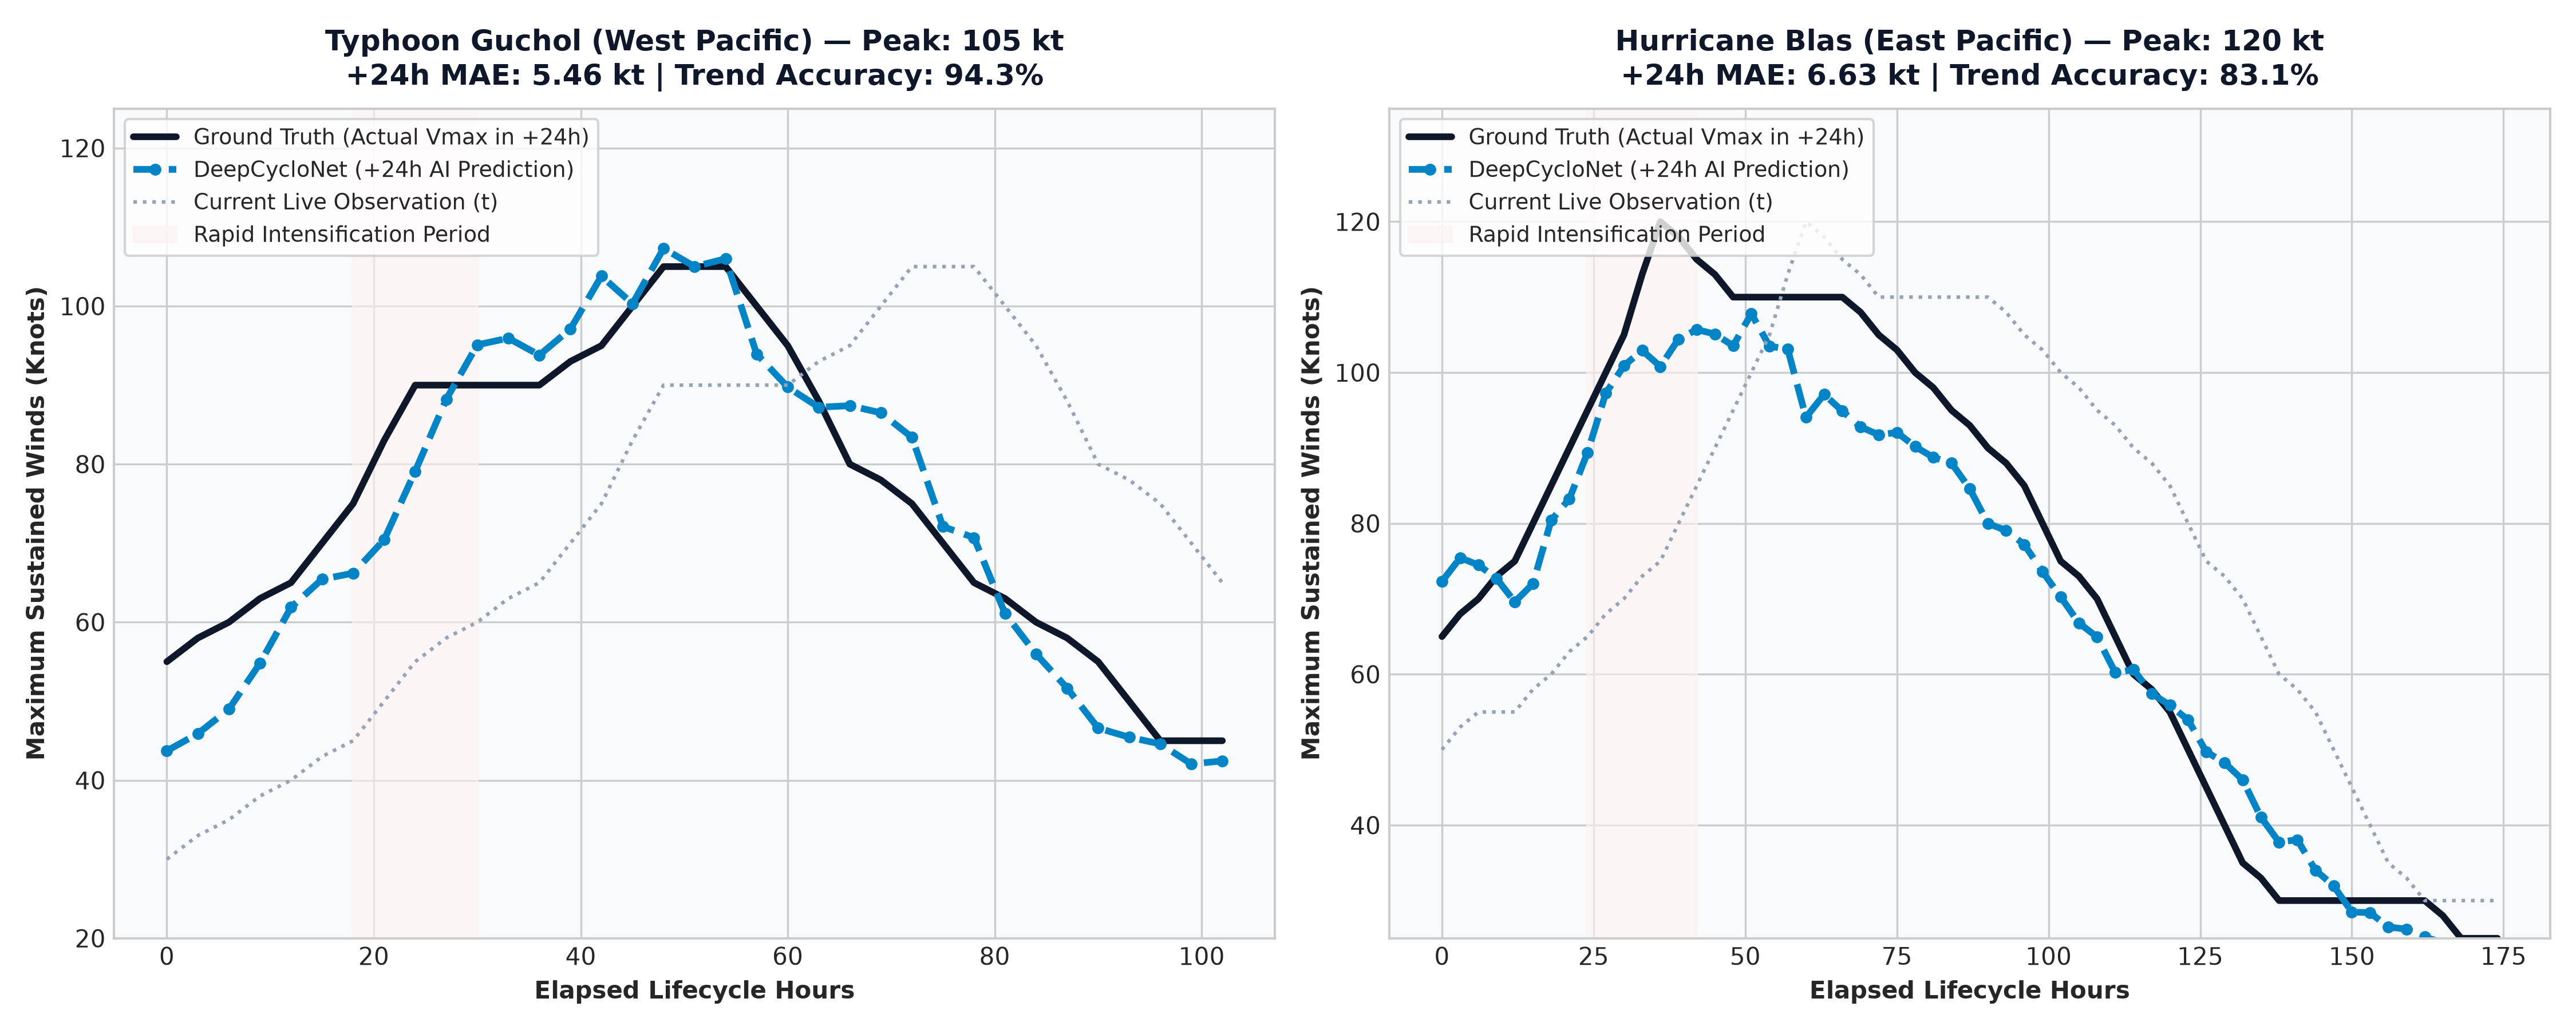 Typhoon Guchol (West Pacific) — Peak: 105 kt
+24h MAE: 5.46 kt | Trend Accuracy: 94.3%
Ground Truth (Actual Vmax in +24h)
DeepCycloNet (+24h AI Prediction)
Current Live Observation (t)
Rapid Intensification Period
Maximum Sustained Winds (Knots)
120
100
80
60
40
20
0
20
40
60
80
100
Elapsed Lifecycle Hours
Hurricane Blas (East Pacific) — Peak: 120 kt
+24h MAE: 6.63 kt | Trend Accuracy: 83.1%
Ground Truth (Actual Vmax in +24h)
DeepCycloNet (+24h AI Prediction)
Current Live Observation (t)
Rapid Intensification Period
Maximum Sustained Winds (Knots)
120
100
80
60
40
0
25
50
75
100
125
150
175
Elapsed Lifecycle Hours